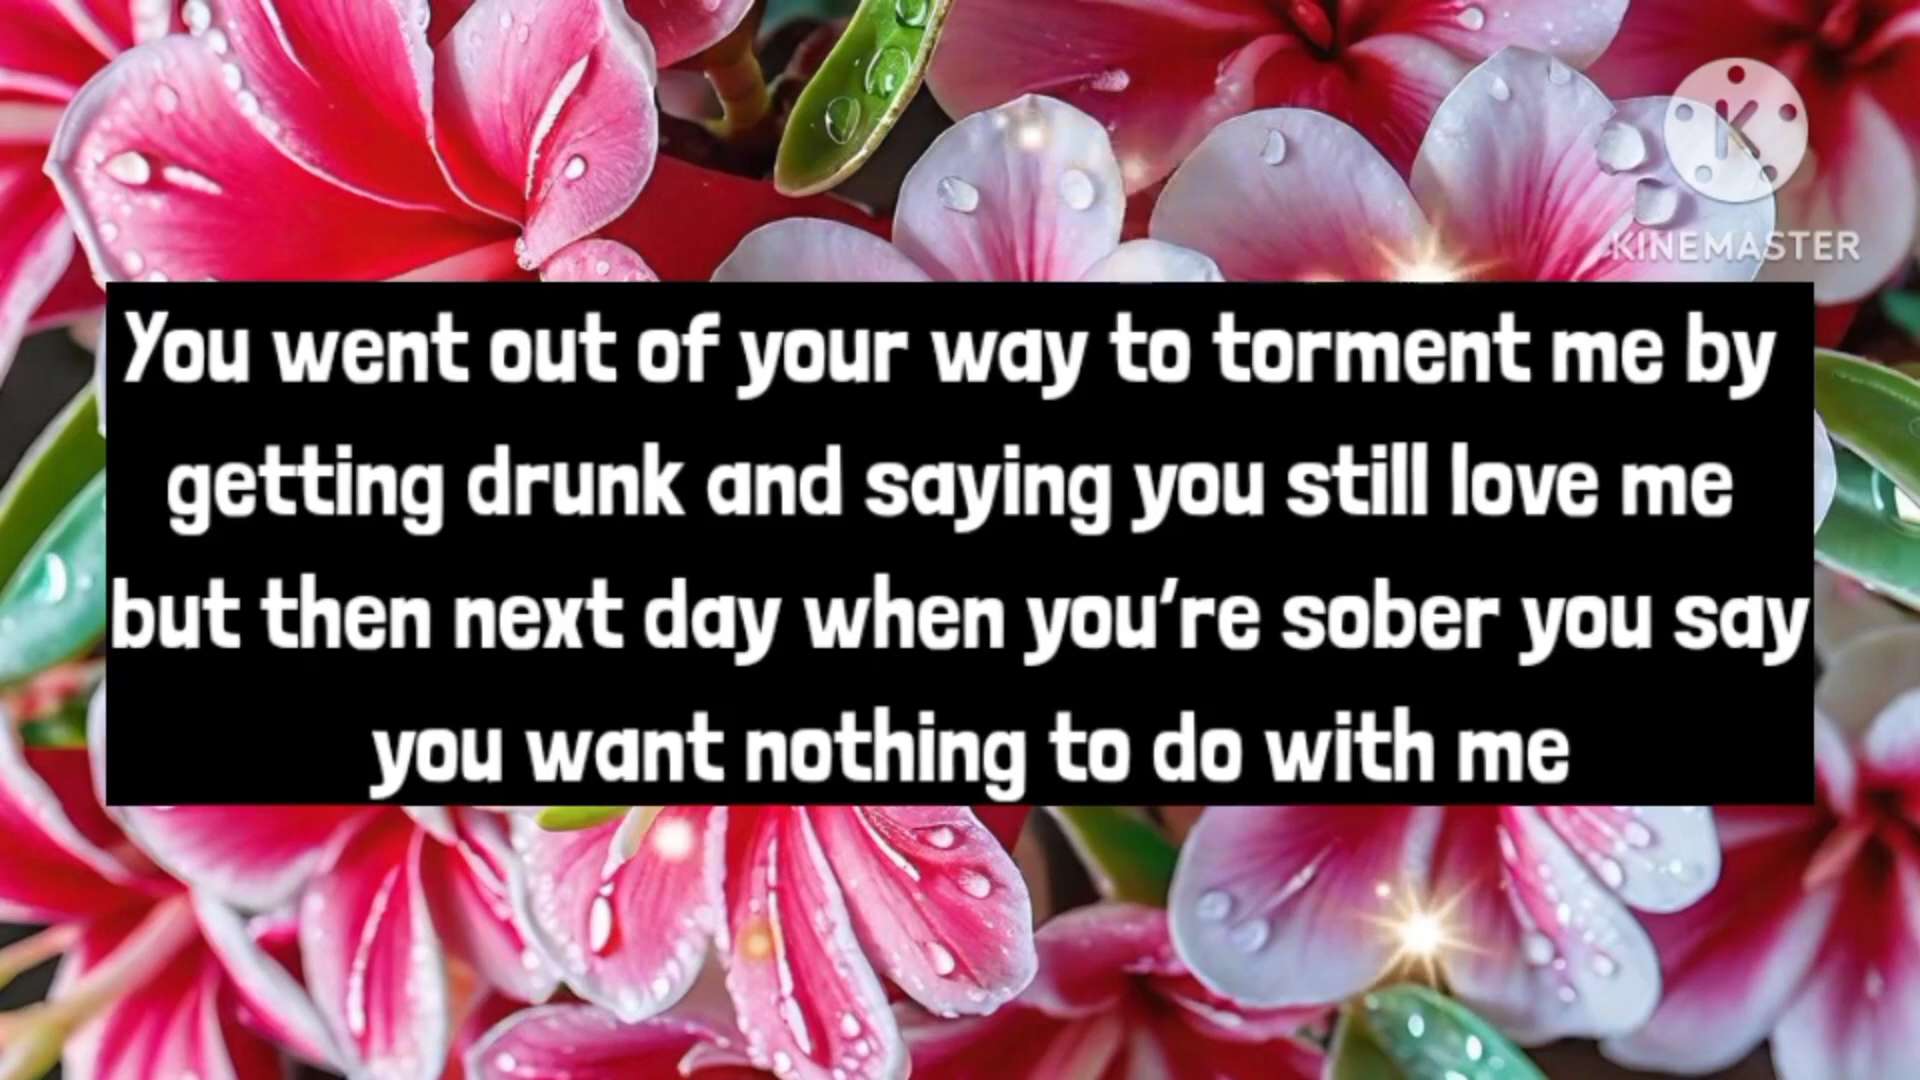 K
KINEMASTER
You went out of your way to torment me by
getting drunk and saying you still love me
but then next day when you're sober you say
you want nothing to do with me